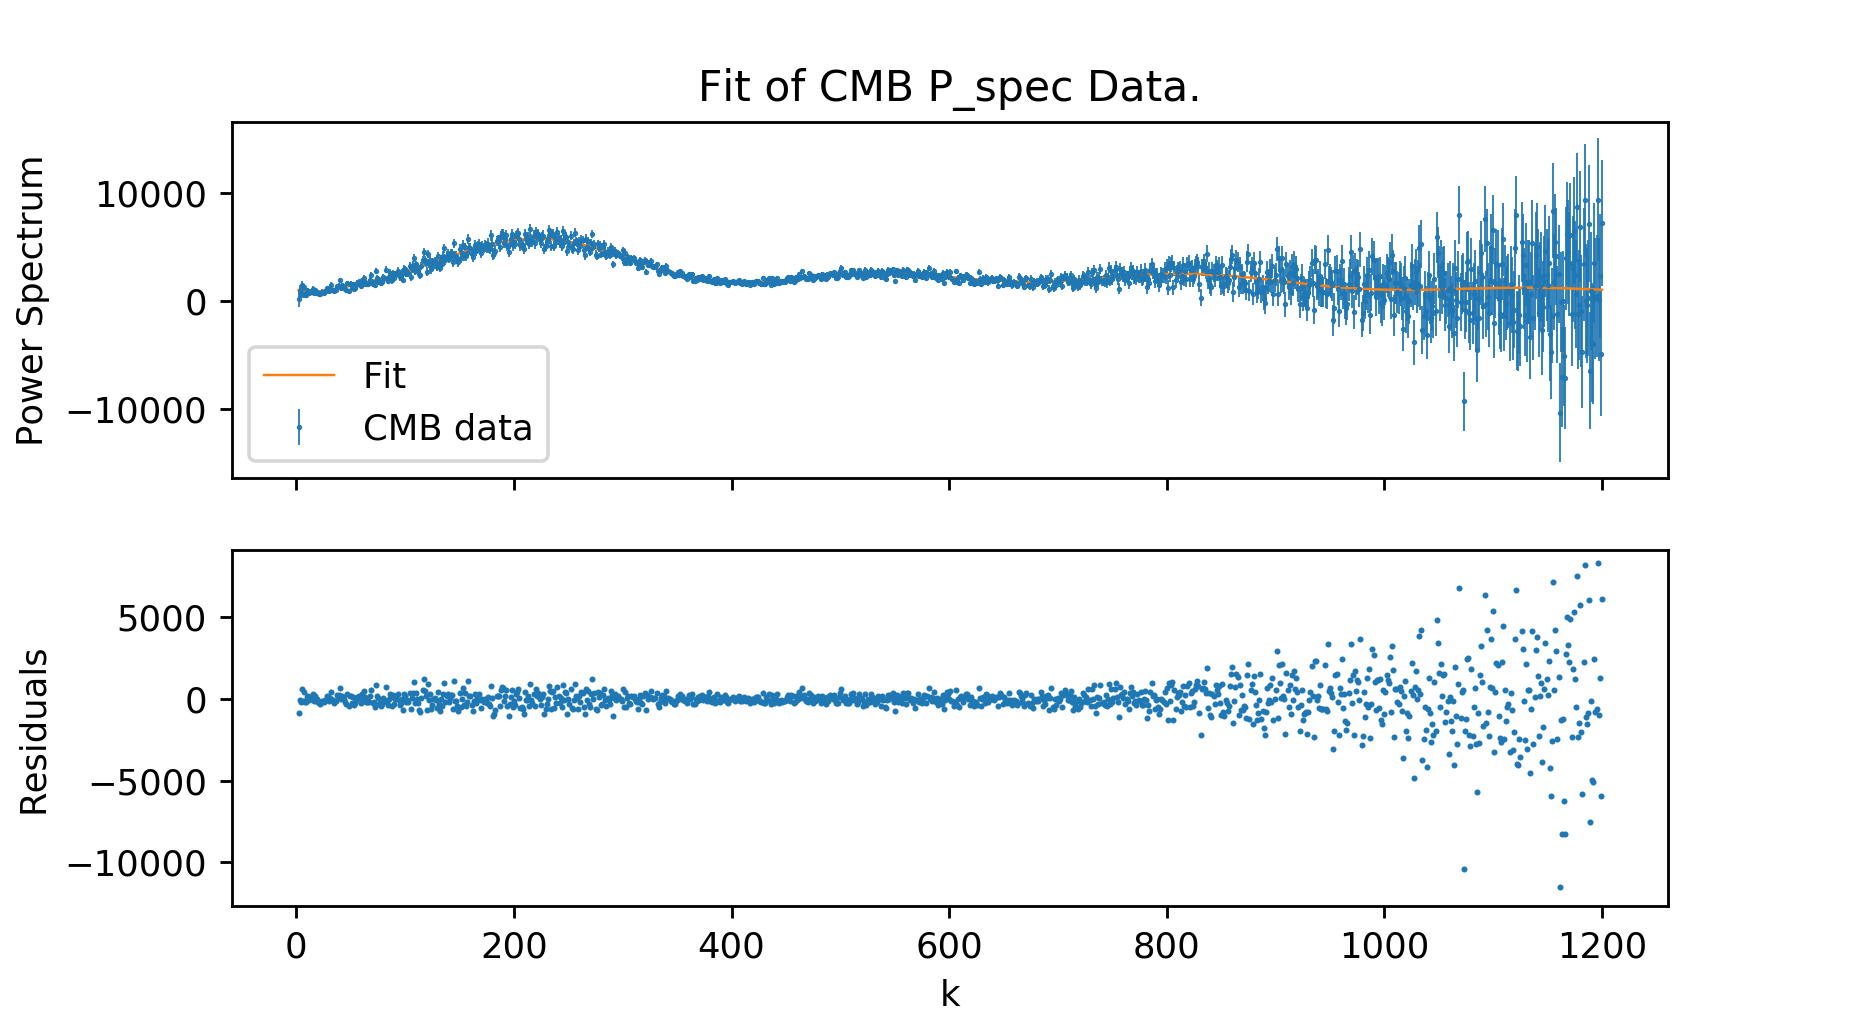 Fit of CMB P_spec Data.
Power Spectrum
10000
0
−10000
Fit
CMB data
Residuals
5000
0
−5000
−10000
0 200 400 600 800 1000 1200
k